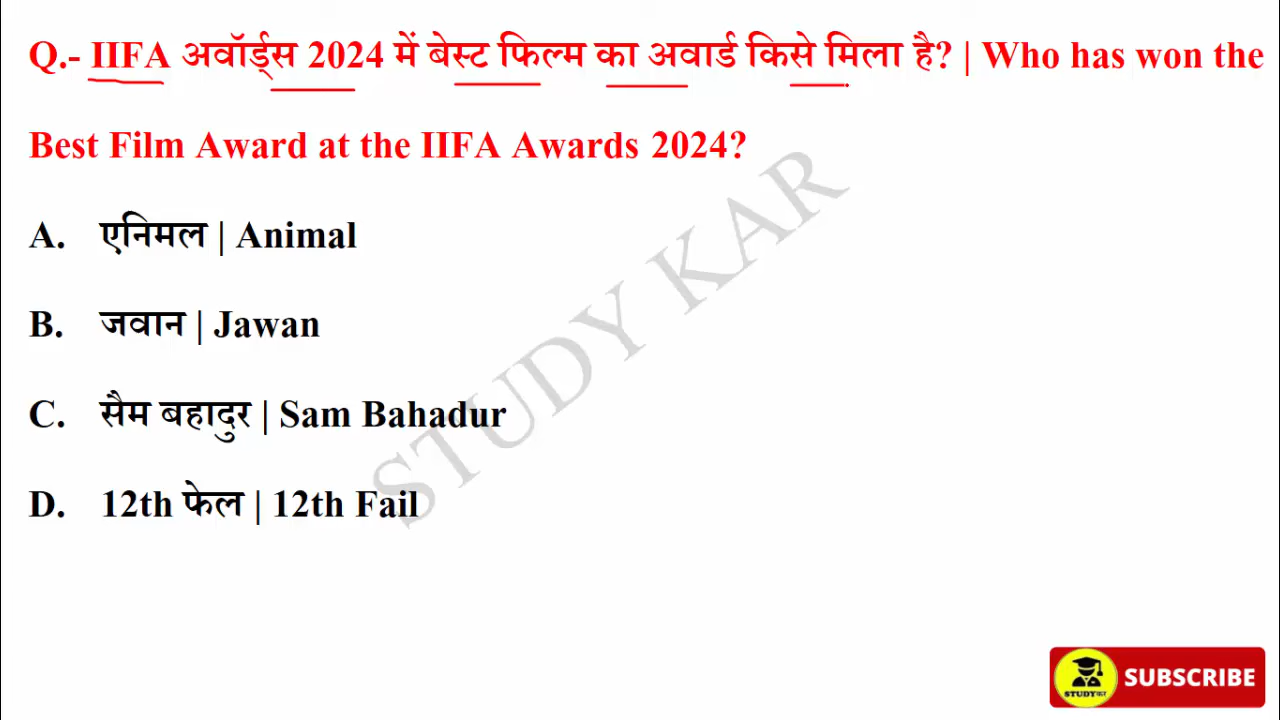 Q.- IIFA अवॉर्ड्स 2024 में बेस्ट फिल्म का अवार्ड किसे मिला है? | Who has won the
Best Film Award at the IIFA Awards 2024?
A. एनिमल | Animal
B. जवान | Jawan
C. सैम बहादुर | Sam Bahadur
D. 12th फेल | 12th Fail
STUDY KAR
STUDYकर
SUBSCRIBE